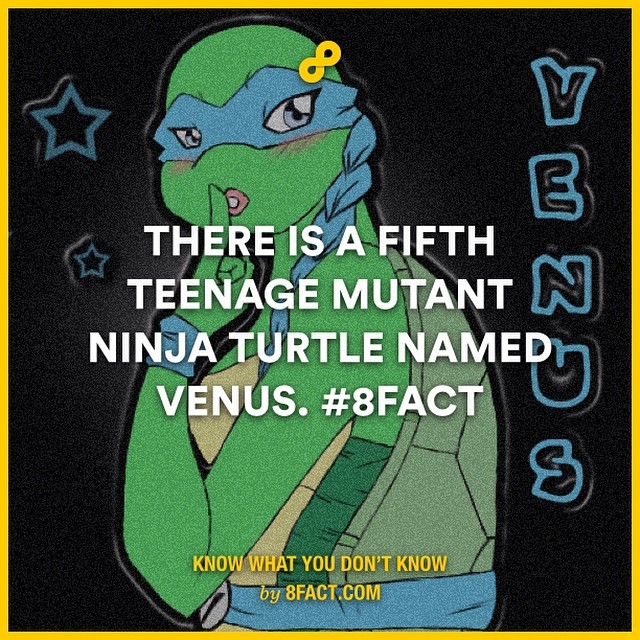 VENUS
THERE IS A FIFTH
TEENAGE MUTANT
NINJA TURTLE NAMED
VENUS. #8FACT
KNOW WHAT YOU DON'T KNOW
by 8FACT.COM